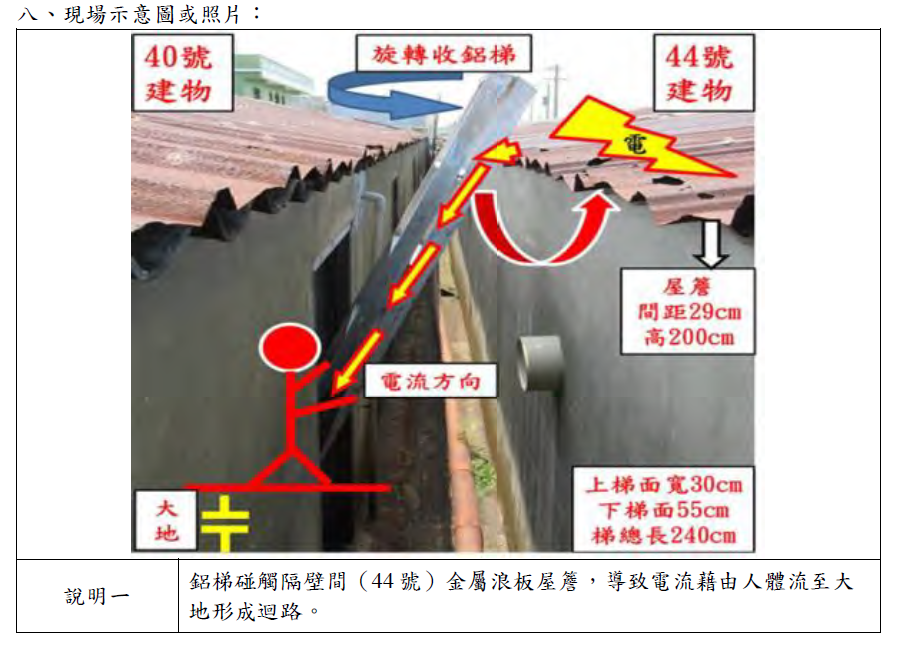 八、現場示意圖或照片：
40號
建物
旋轉收鋁梯
44號
建物
電
屋簷
間距29cm
高200cm
電流方向
大
地
上梯面寬30cm
下梯面55cm
梯總長240cm
說明一
鋁梯碰觸隔壁間（44 號）金屬浪板屋簷，導致電流藉由人體流至大
地形成迴路。